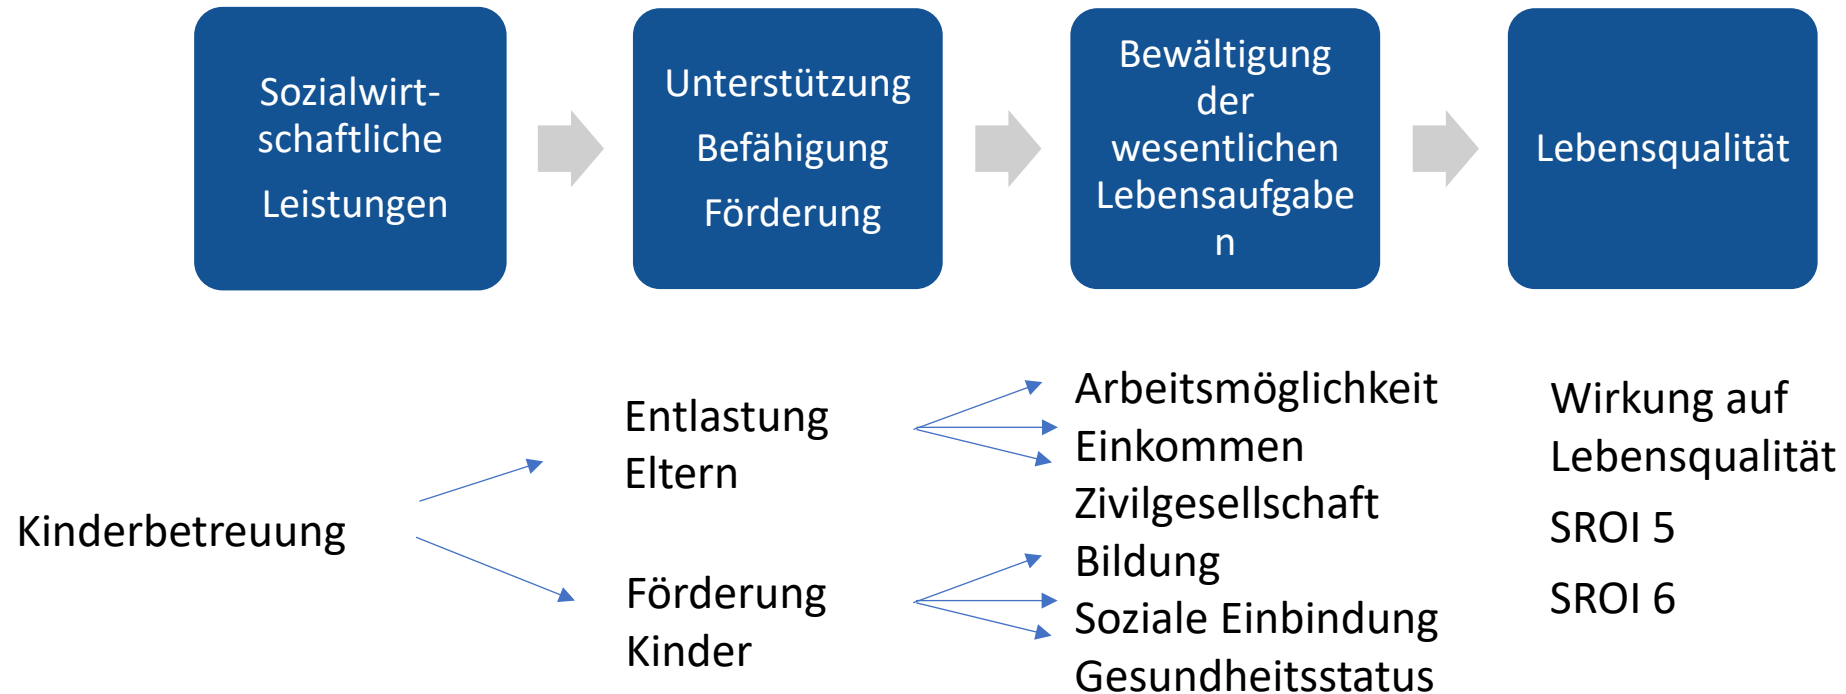 Sozialwirt-
schaftliche
Leistungen
Unterstützung
Befähigung
Förderung
Bewältigung
der
wesentlichen
Lebensaufgabe
n
Lebensqualität
Kinderbetreuung
Entlastung
Eltern
Förderung
Kinder
Arbeitsmöglichkeit
Einkommen
Zivilgesellschaft
Bildung
Soziale Einbindung
Gesundheitsstatus
Wirkung auf
Lebensqualität
SROI 5
SROI 6